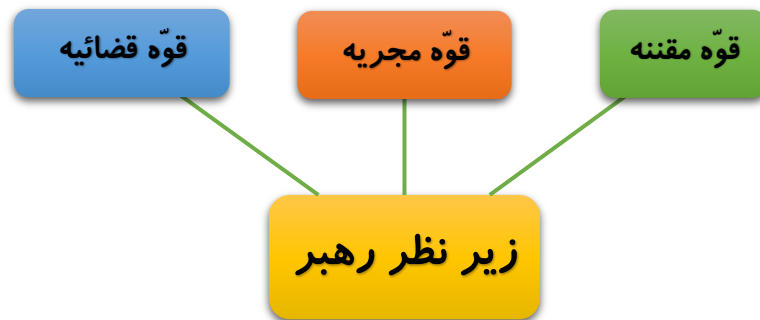 قوّه مقننه
قوّه مجریه
قوّه قضائیه
زیر نظر رهبر